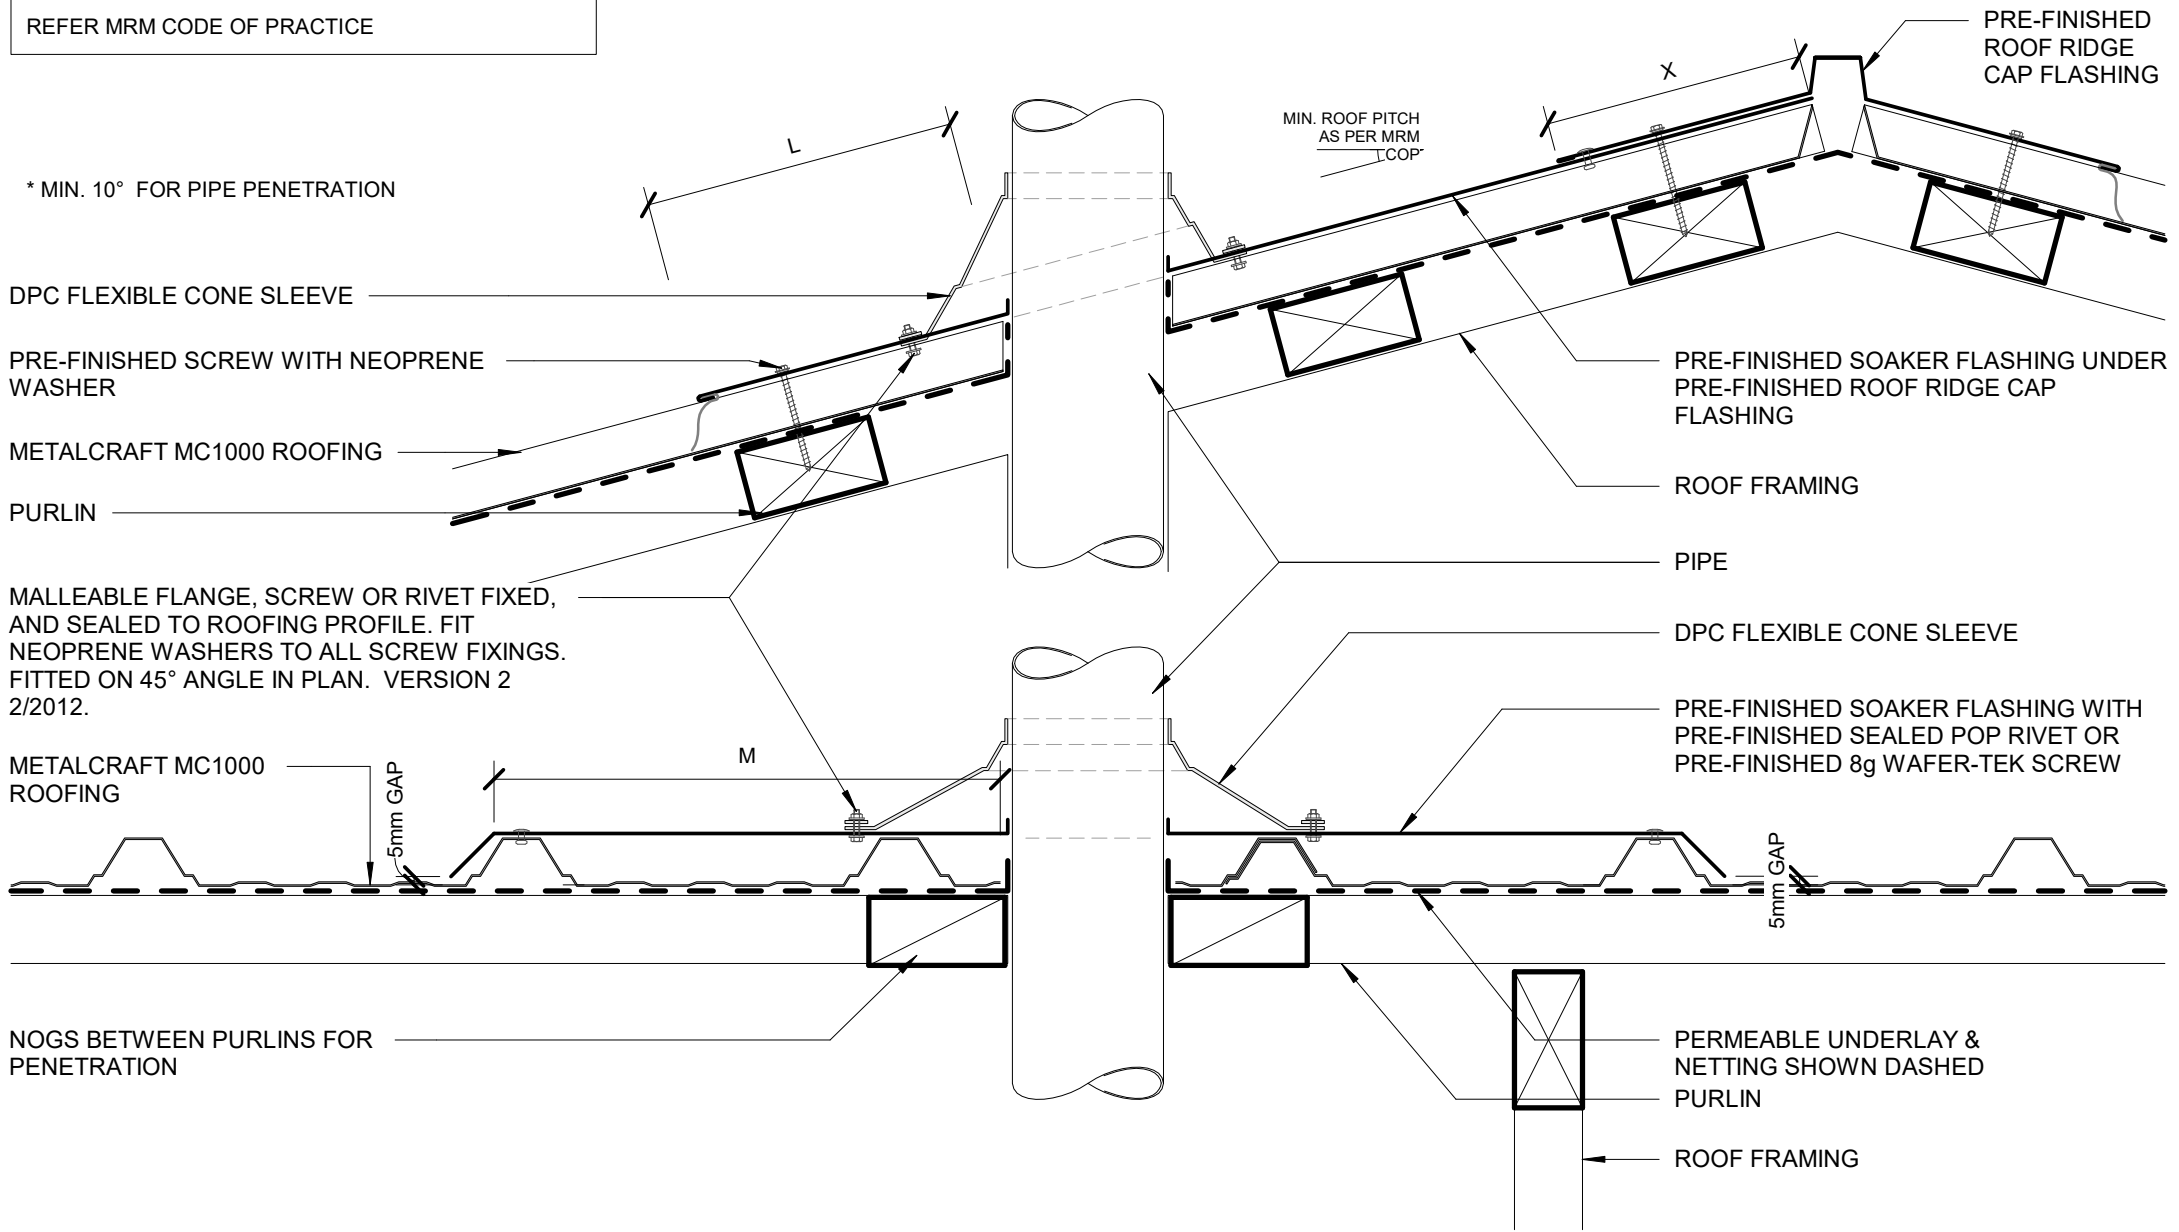 REFER MRM CODE OF PRACTICE
PRE-FINISHED
ROOF RIDGE
CAP FLASHING
X
MIN. ROOF PITCH
AS PER MRM
COP
L
* MIN. 10° FOR PIPE PENETRATION
DPC FLEXIBLE CONE SLEEVE
PRE-FINISHED SCREW WITH NEOPRENE
WASHER
PRE-FINISHED SOAKER FLASHING UNDER
PRE-FINISHED ROOF RIDGE CAP
FLASHING
METALCRAFT MC1000 ROOFING
ROOF FRAMING
PURLIN
PIPE
MALLEABLE FLANGE, SCREW OR RIVET FIXED,
AND SEALED TO ROOFING PROFILE. FIT
NEOPRENE WASHERS TO ALL SCREW FIXINGS.
FITTED ON 45° ANGLE IN PLAN. VERSION 2
2/2012.
DPC FLEXIBLE CONE SLEEVE
PRE-FINISHED SOAKER FLASHING WITH
PRE-FINISHED SEALED POP RIVET OR
PRE-FINISHED 8g WAFER-TEK SCREW
METALCRAFT MC1000
ROOFING
M
5mm GAP
5mm GAP
NOGS BETWEEN PURLINS FOR
PENETRATION
PERMEABLE UNDERLAY &
NETTING SHOWN DASHED
PURLIN
ROOF FRAMING